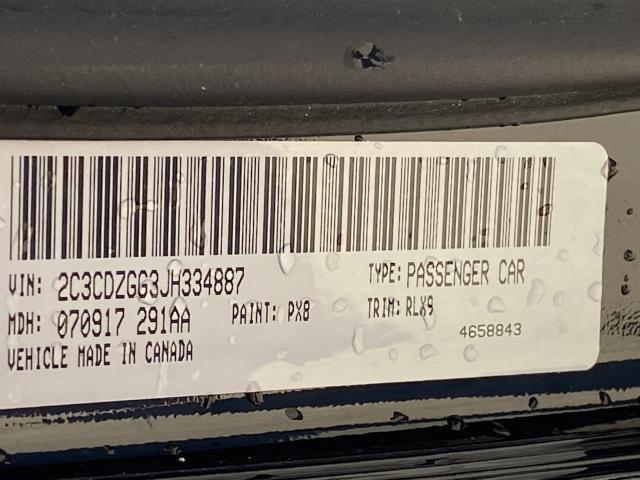 VIN: 2C3CDZGG3JH334887 TYPE: PASSENGER CAR
MDH: 070917 291AA PAINT: PX8 TRIM: RLX9
VEHICLE MADE IN CANADA 4658843